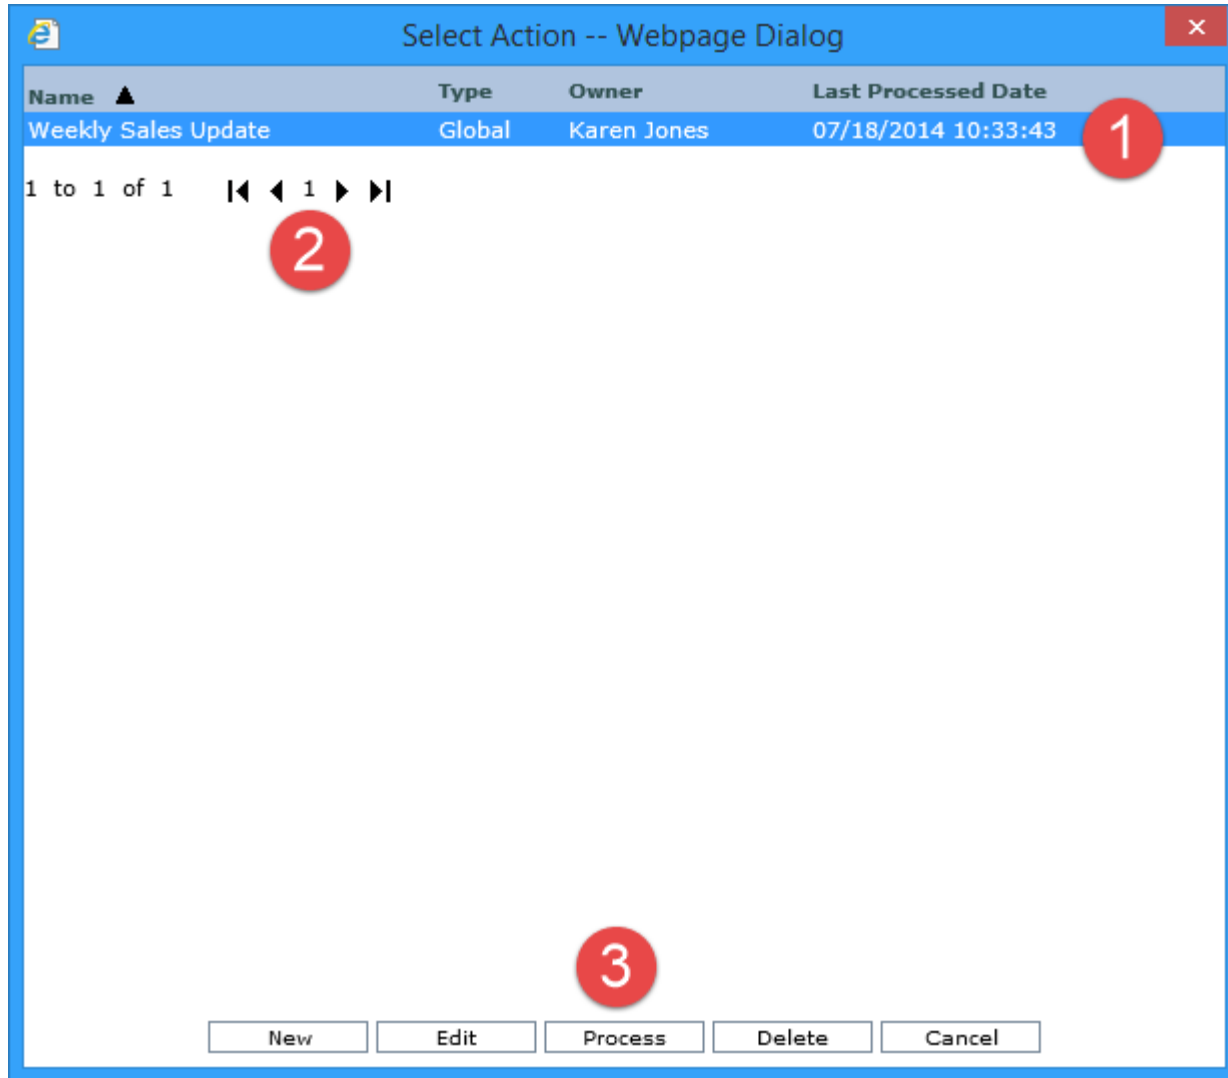 Select Action -- Webpage Dialog
Name Type Owner Last Processed Date
Weekly Sales Update Global Karen Jones 07/18/2014 10:33:43
1
1 to 1 of 1 1
2
3
New Edit Process Delete Cancel